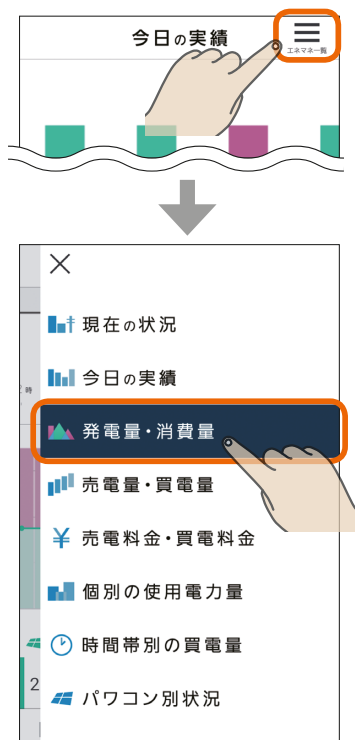 今日の実績
エネマネ一覧
現在の状況
時
今日の実績
発電量・消費量
売電量・買電量
¥ 売電料金・買電料金
個別の使用電力量
時間帯別の買電量
2
パワコン別状況